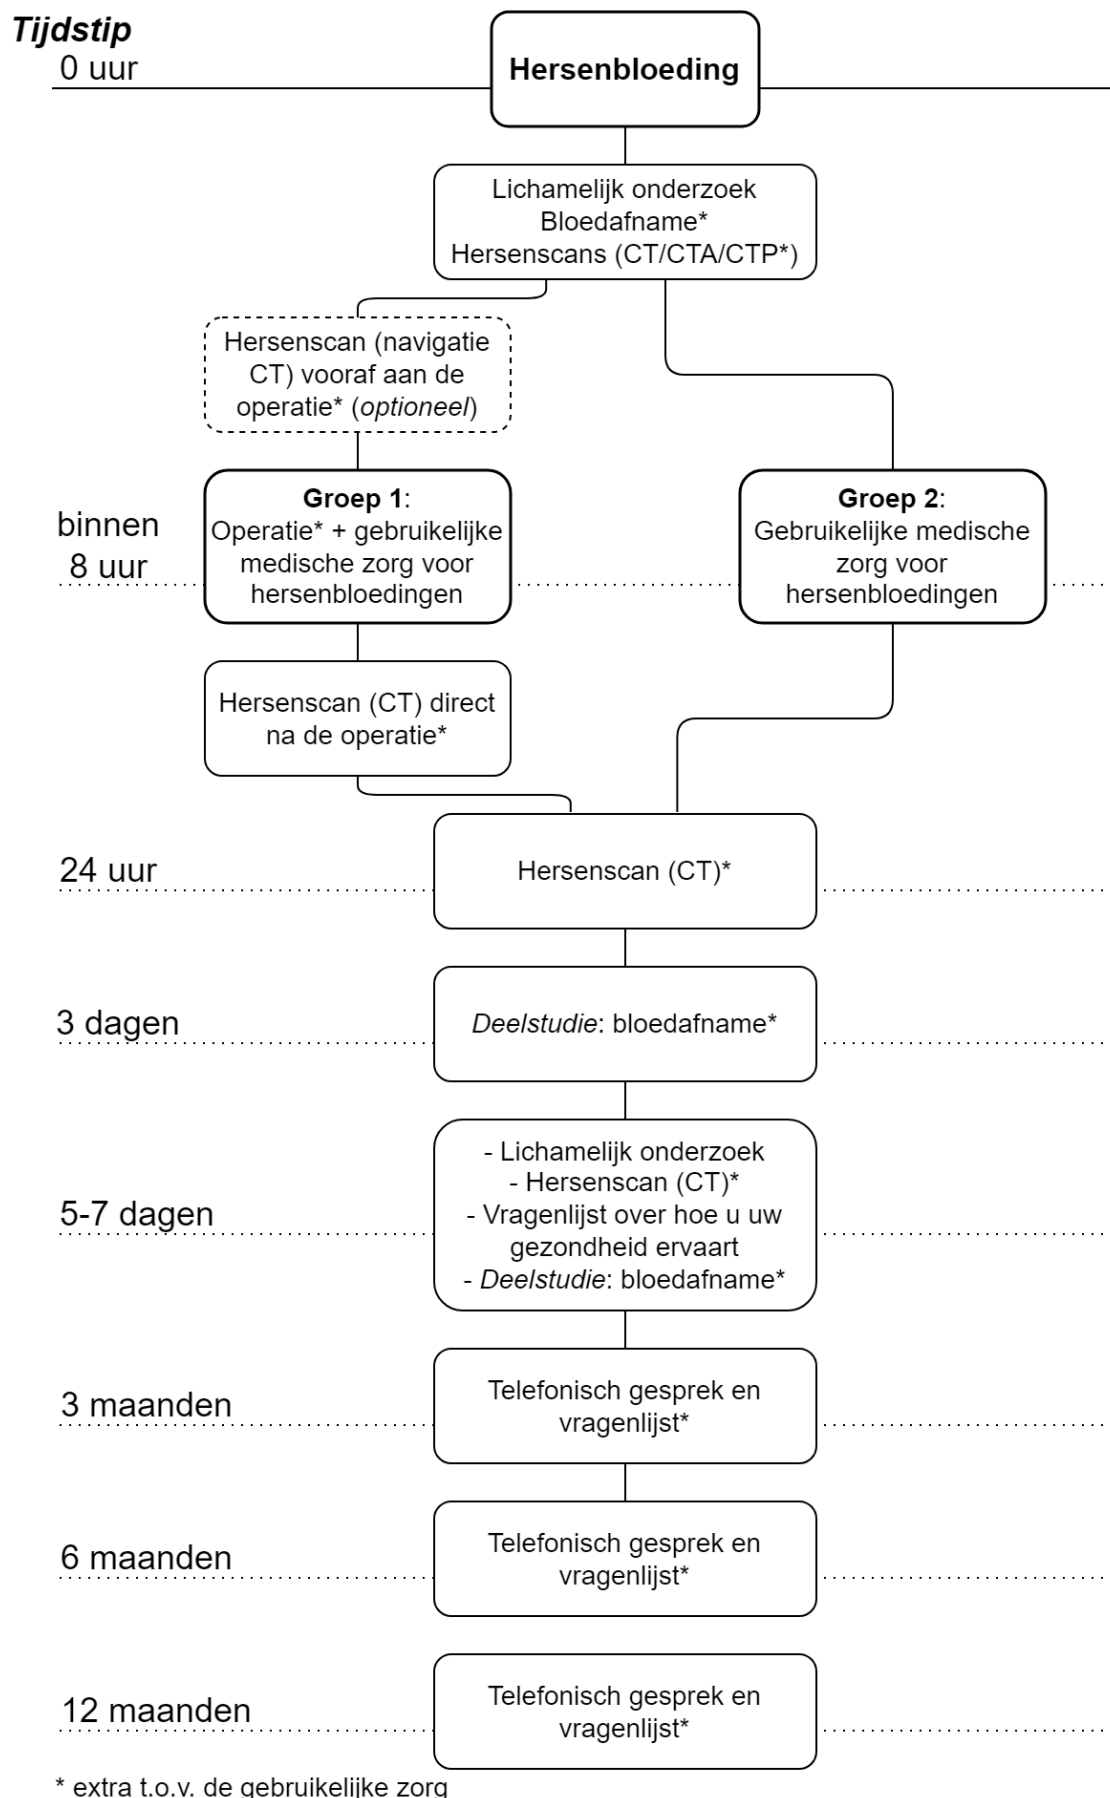 Tijdstip
0 uur
Hersenbloeding
Lichamelijk onderzoek
Bloedafname*
Hersenscans (CT/CTA/CTP*)
Hersenscan (navigatie
CT) vooraf aan de
operatie* (optioneel)
binnen
8 uur
Groep 1:
Operatie* + gebruikelijke
medische zorg voor
hersenbloedingen
Groep 2:
Gebruikelijke medische
zorg voor
hersenbloedingen
Hersenscan (CT) direct
na de operatie*
24 uur
Hersenscan (CT)*
3 dagen
Deelstudie: bloedafname*
5-7 dagen
- Lichamelijk onderzoek
- Hersenscan (CT)*
- Vragenlijst over hoe u uw
gezondheid ervaart
- Deelstudie: bloedafname*
3 maanden
Telefonisch gesprek en
vragenlijst*
6 maanden
Telefonisch gesprek en
vragenlijst*
12 maanden
Telefonisch gesprek en
vragenlijst*
* extra t.o.v. de gebruikelijke zorg